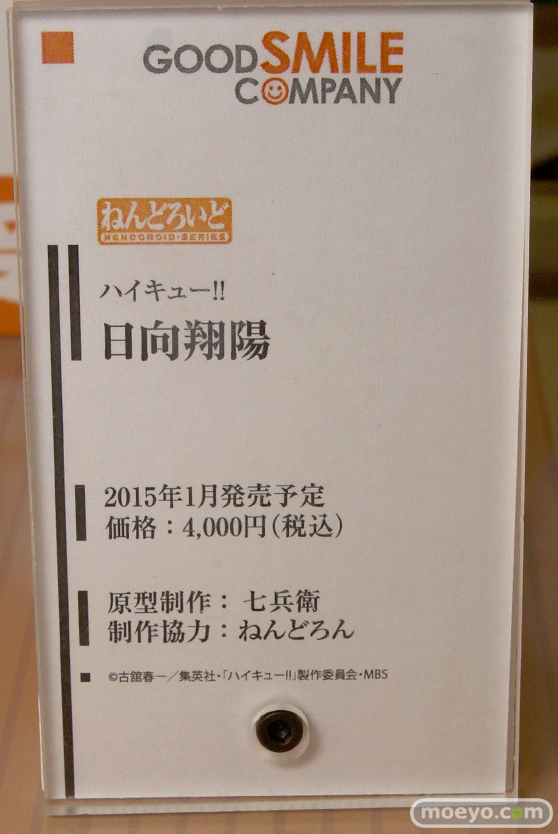 GOODSMILE
COMPANY
ねんどろいど
NENDOROID・SERIES
ハイキュー!!
日向翔陽
2015年1月発売予定
価格：4,000円(税込)
原型制作：七兵衛
制作協力：ねんどろん
©古舘春一／集英社・「ハイキュー!!」製作委員会・MBS
moeyo.com